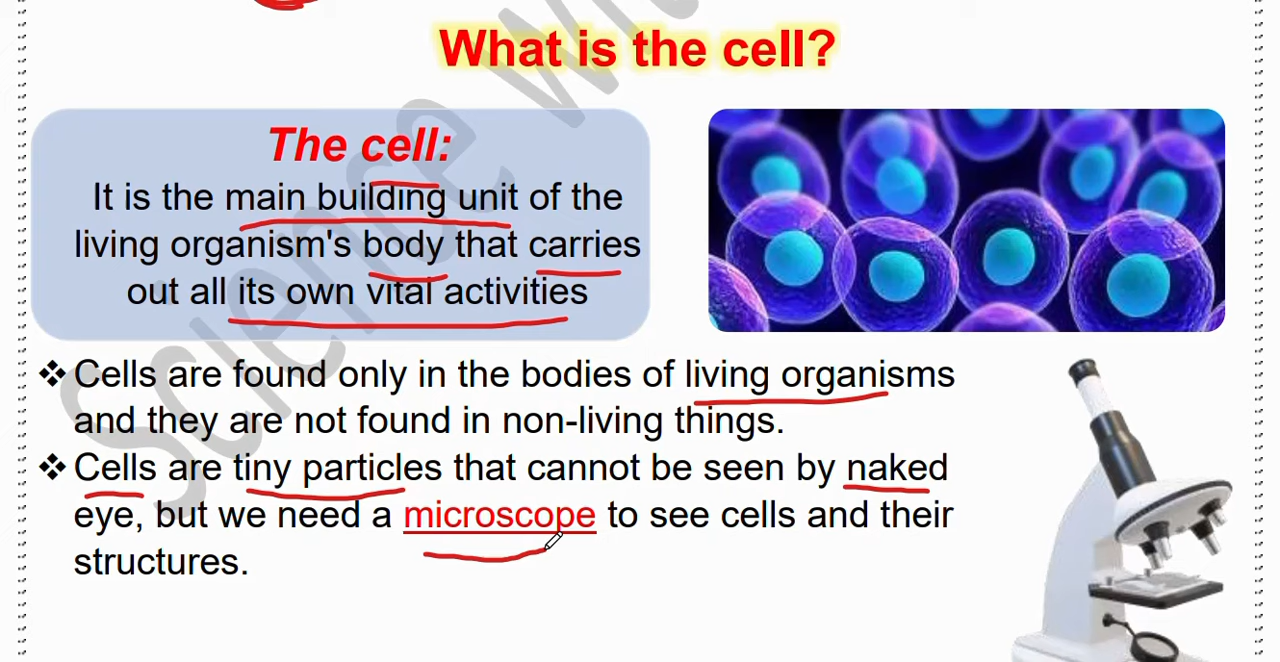 What is the cell?
The cell:
It is the main building unit of the
living organism's body that carries
out all its own vital activities
❖ Cells are found only in the bodies of living organisms
and they are not found in non-living things.
❖ Cells are tiny particles that cannot be seen by naked
eye, but we need a microscope to see cells and their
structures.
Science